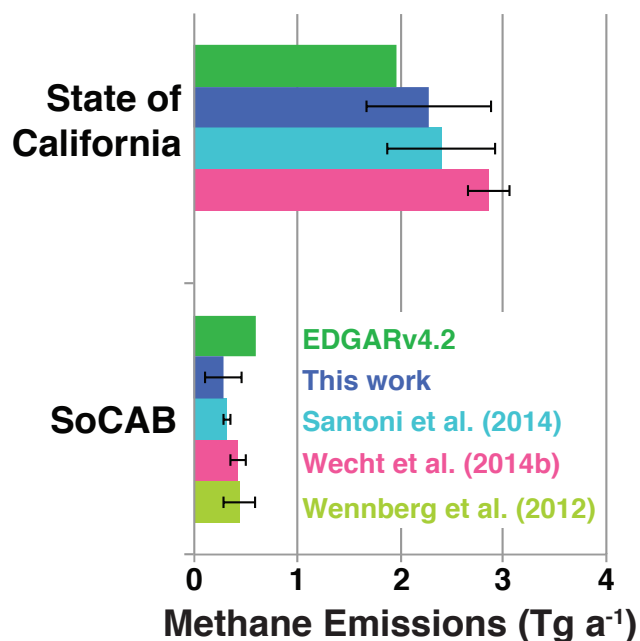 State of
California
SoCAB
EDGARv4.2
This work
Santoni et al. (2014)
Wecht et al. (2014b)
Wennberg et al. (2012)
0 1 2 3 4
Methane Emissions (Tg a⁻¹)